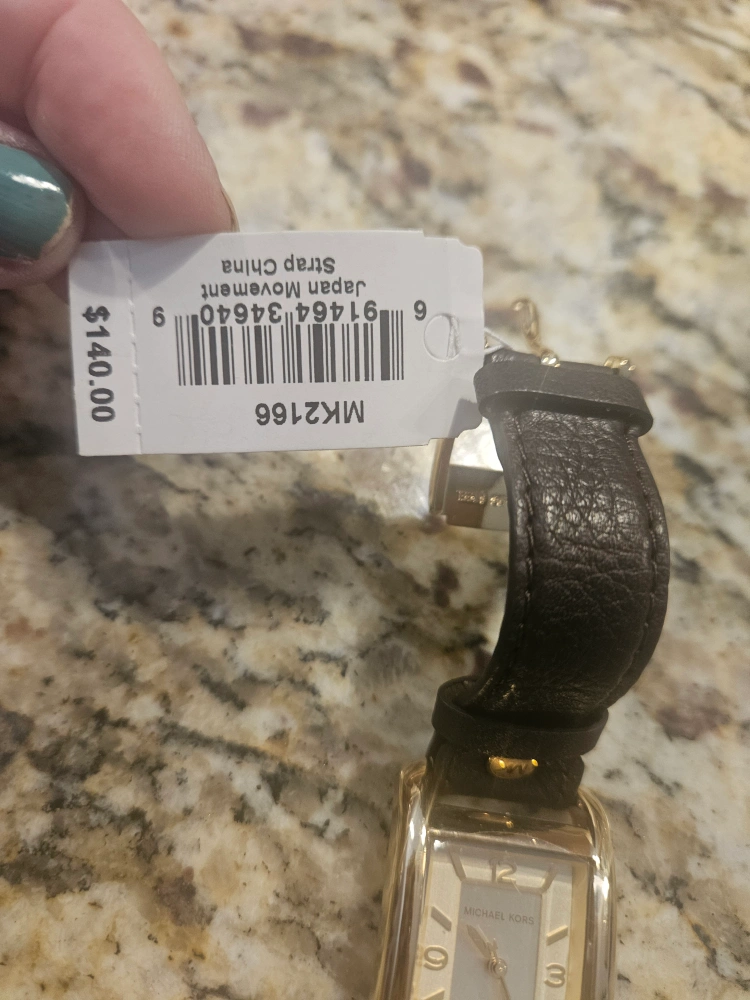 MK2166
6 91464 34640 9
Japan Movement
Strap China
$140.00
12
MICHAEL KORS
9
3